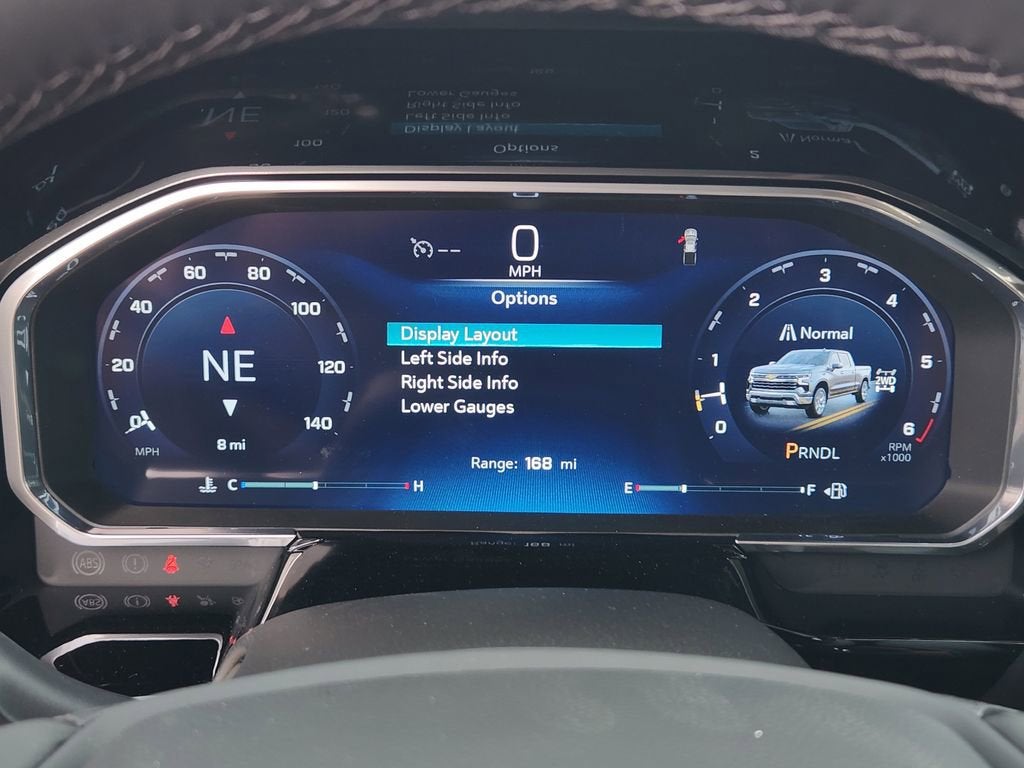 0
MPH
Options
Display Layout
Left Side Info
Right Side Info
Lower Gauges
Range: 168 mi
0
20
40
60
80
100
120
140
MPH
NE
8 mi
C H
0
1
2
3
4
5
6
Normal
2WD
PRNDL
RPM
x1000
E F
ABS